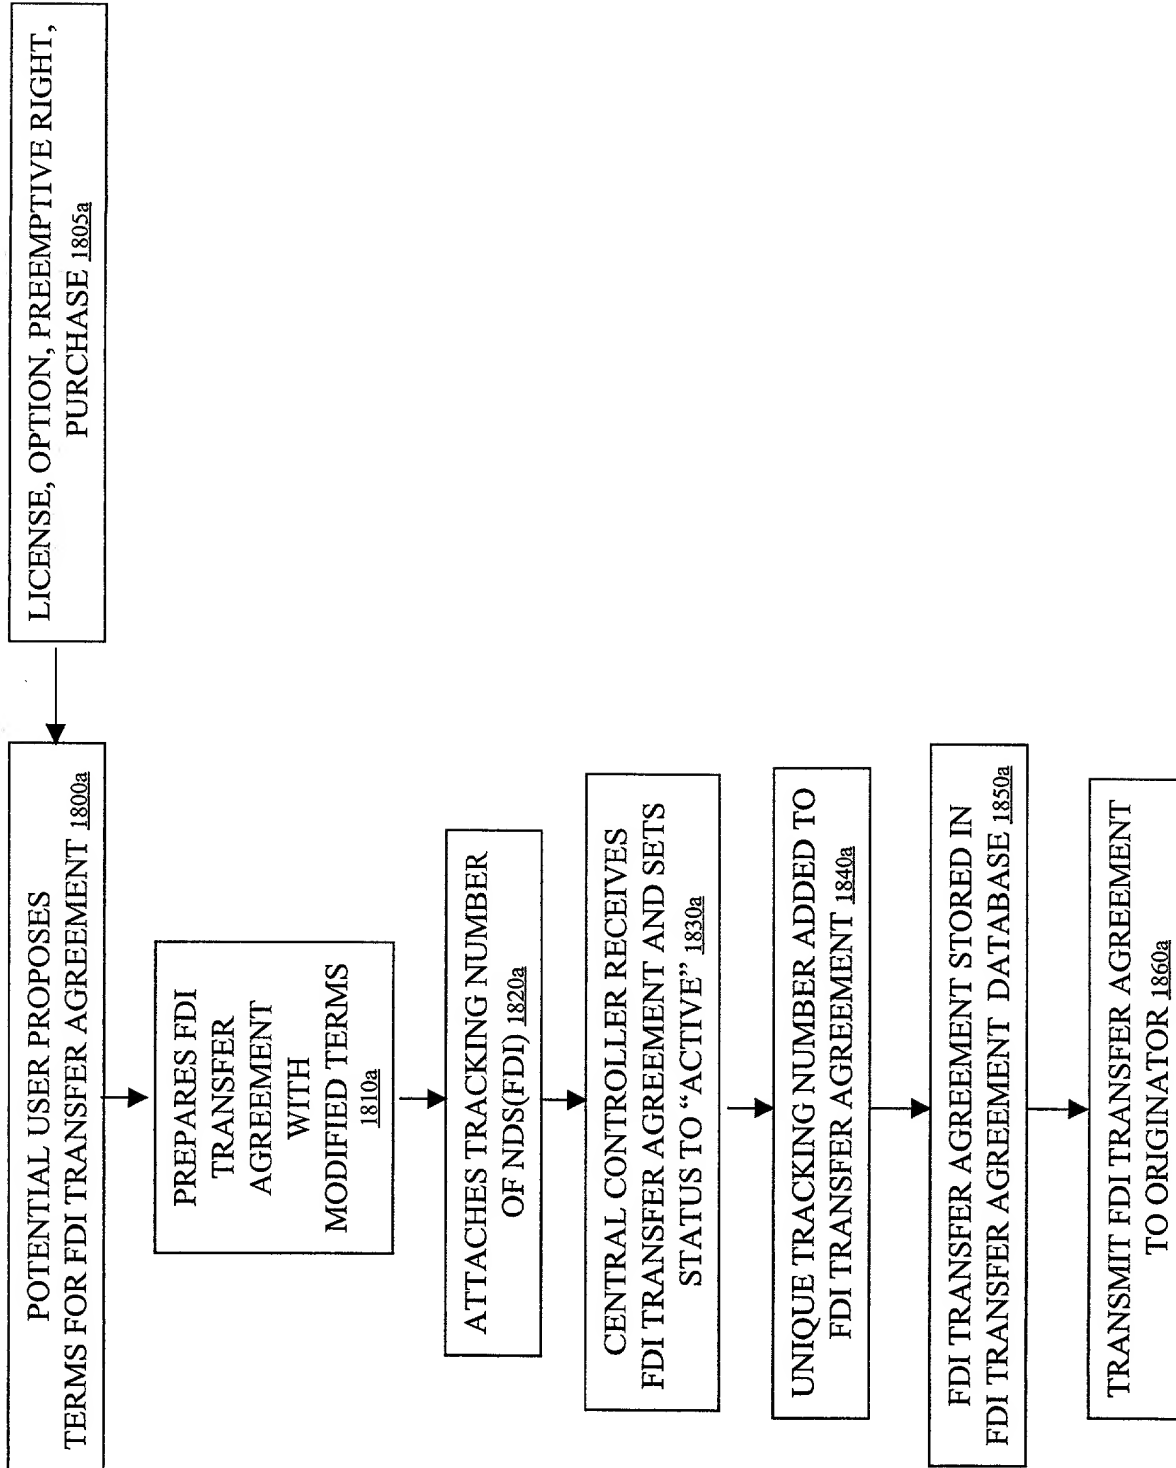 POTENTIAL USER PROPOSES
TERMS FOR FDI TRANSFER AGREEMENT 1800a
LICENSE, OPTION, PREEMPTIVE RIGHT,
PURCHASE 1805a
PREPARES FDI
TRANSFER
AGREEMENT
WITH
MODIFIED TERMS
1810a
ATTACHES TRACKING NUMBER
OF NDS(FDI) 1820a
CENTRAL CONTROLLER RECEIVES
FDI TRANSFER AGREEMENT AND SETS
STATUS TO “ACTIVE” 1830a
UNIQUE TRACKING NUMBER ADDED TO
FDI TRANSFER AGREEMENT 1840a
FDI TRANSFER AGREEMENT STORED IN
FDI TRANSFER AGREEMENT DATABASE 1850a
TRANSMIT FDI TRANSFER AGREEMENT
TO ORIGINATOR 1860a